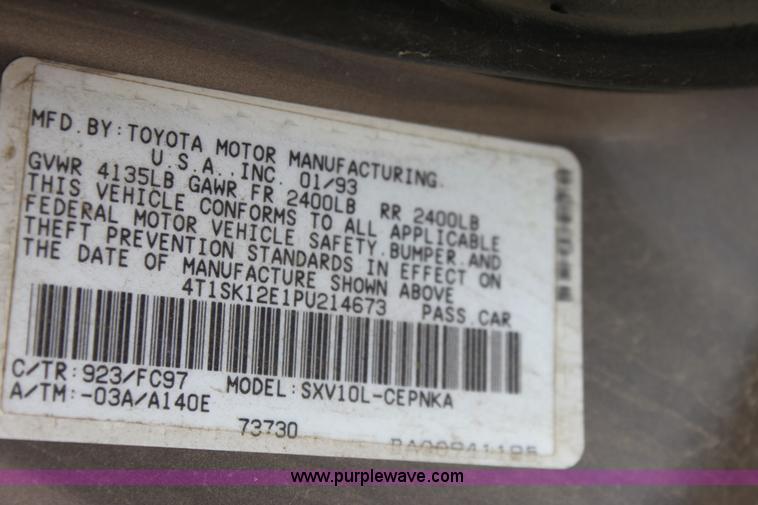 MFD. BY: TOYOTA MOTOR MANUFACTURING
U.S.A., INC. 01/93
GVWR 4135LB GAWR FR 2400LB RR 2400LB
THIS VEHICLE CONFORMS TO ALL APPLICABLE
FEDERAL MOTOR VEHICLE SAFETY, BUMPER AND
THEFT PREVENTION STANDARDS IN EFFECT ON
THE DATE OF MANUFACTURE SHOWN ABOVE
4T1SK12E1PU214673 PASS. CAR
C/TR: 923/FC97 MODEL: SXV10L-CEPNKA
A/TM: -03A/A140E
73730
www.purplewave.com